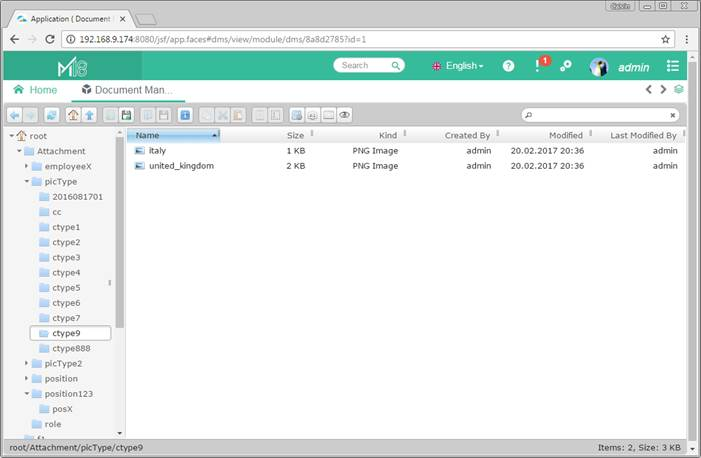 Application ( Document
Calvin
192.168.9.174:8080/jsf/app.faces#dms/view/module/dms/8a8d2785?id=1
M18
Search
English
1
admin
Home
Document Man...
root
Attachment
employeeX
picType
2016081701
cc
ctype1
ctype2
ctype3
ctype4
ctype5
ctype6
ctype7
ctype9
ctype888
picType2
position
position123
posX
role
Name Size Kind Created By Modified Last Modified By
italy 1 KB PNG Image admin 20.02.2017 20:36 admin
united_kingdom 2 KB PNG Image admin 20.02.2017 20:36 admin
root/Attachment/picType/ctype9
Items: 2, Size: 3 KB